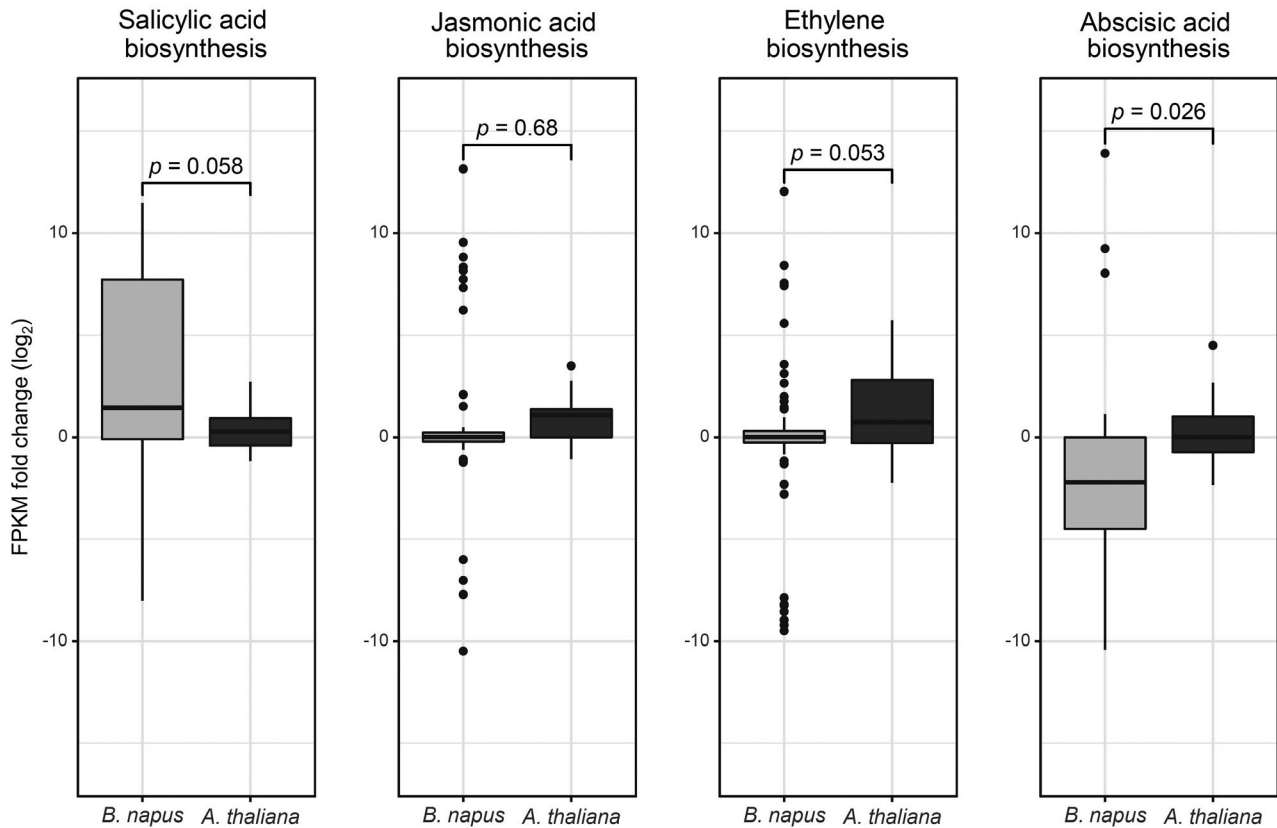 Salicylic acid
biosynthesis
Jasmonic acid
biosynthesis
Ethylene
biosynthesis
Abscisic acid
biosynthesis
FPKM fold change (log₂)
p = 0.058
10
0
-10
B. napus A. thaliana
p = 0.68
10
0
-10
B. napus A. thaliana
p = 0.053
10
0
-10
B. napus A. thaliana
p = 0.026
10
0
-10
B. napus A. thaliana